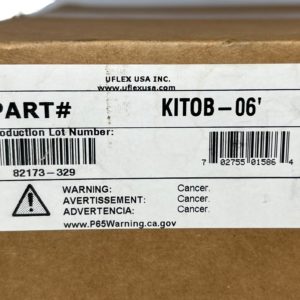 UFLEX USA INC.
www.uflexusa.com
PART# KITOB-06'
oduction Lot Number:
82173-329
7 02755 01586 4
WARNING: Cancer.
AVERTISSEMENT: Cancer.
ADVERTENCIA: Cancer.
www.P65Warning.ca.gov